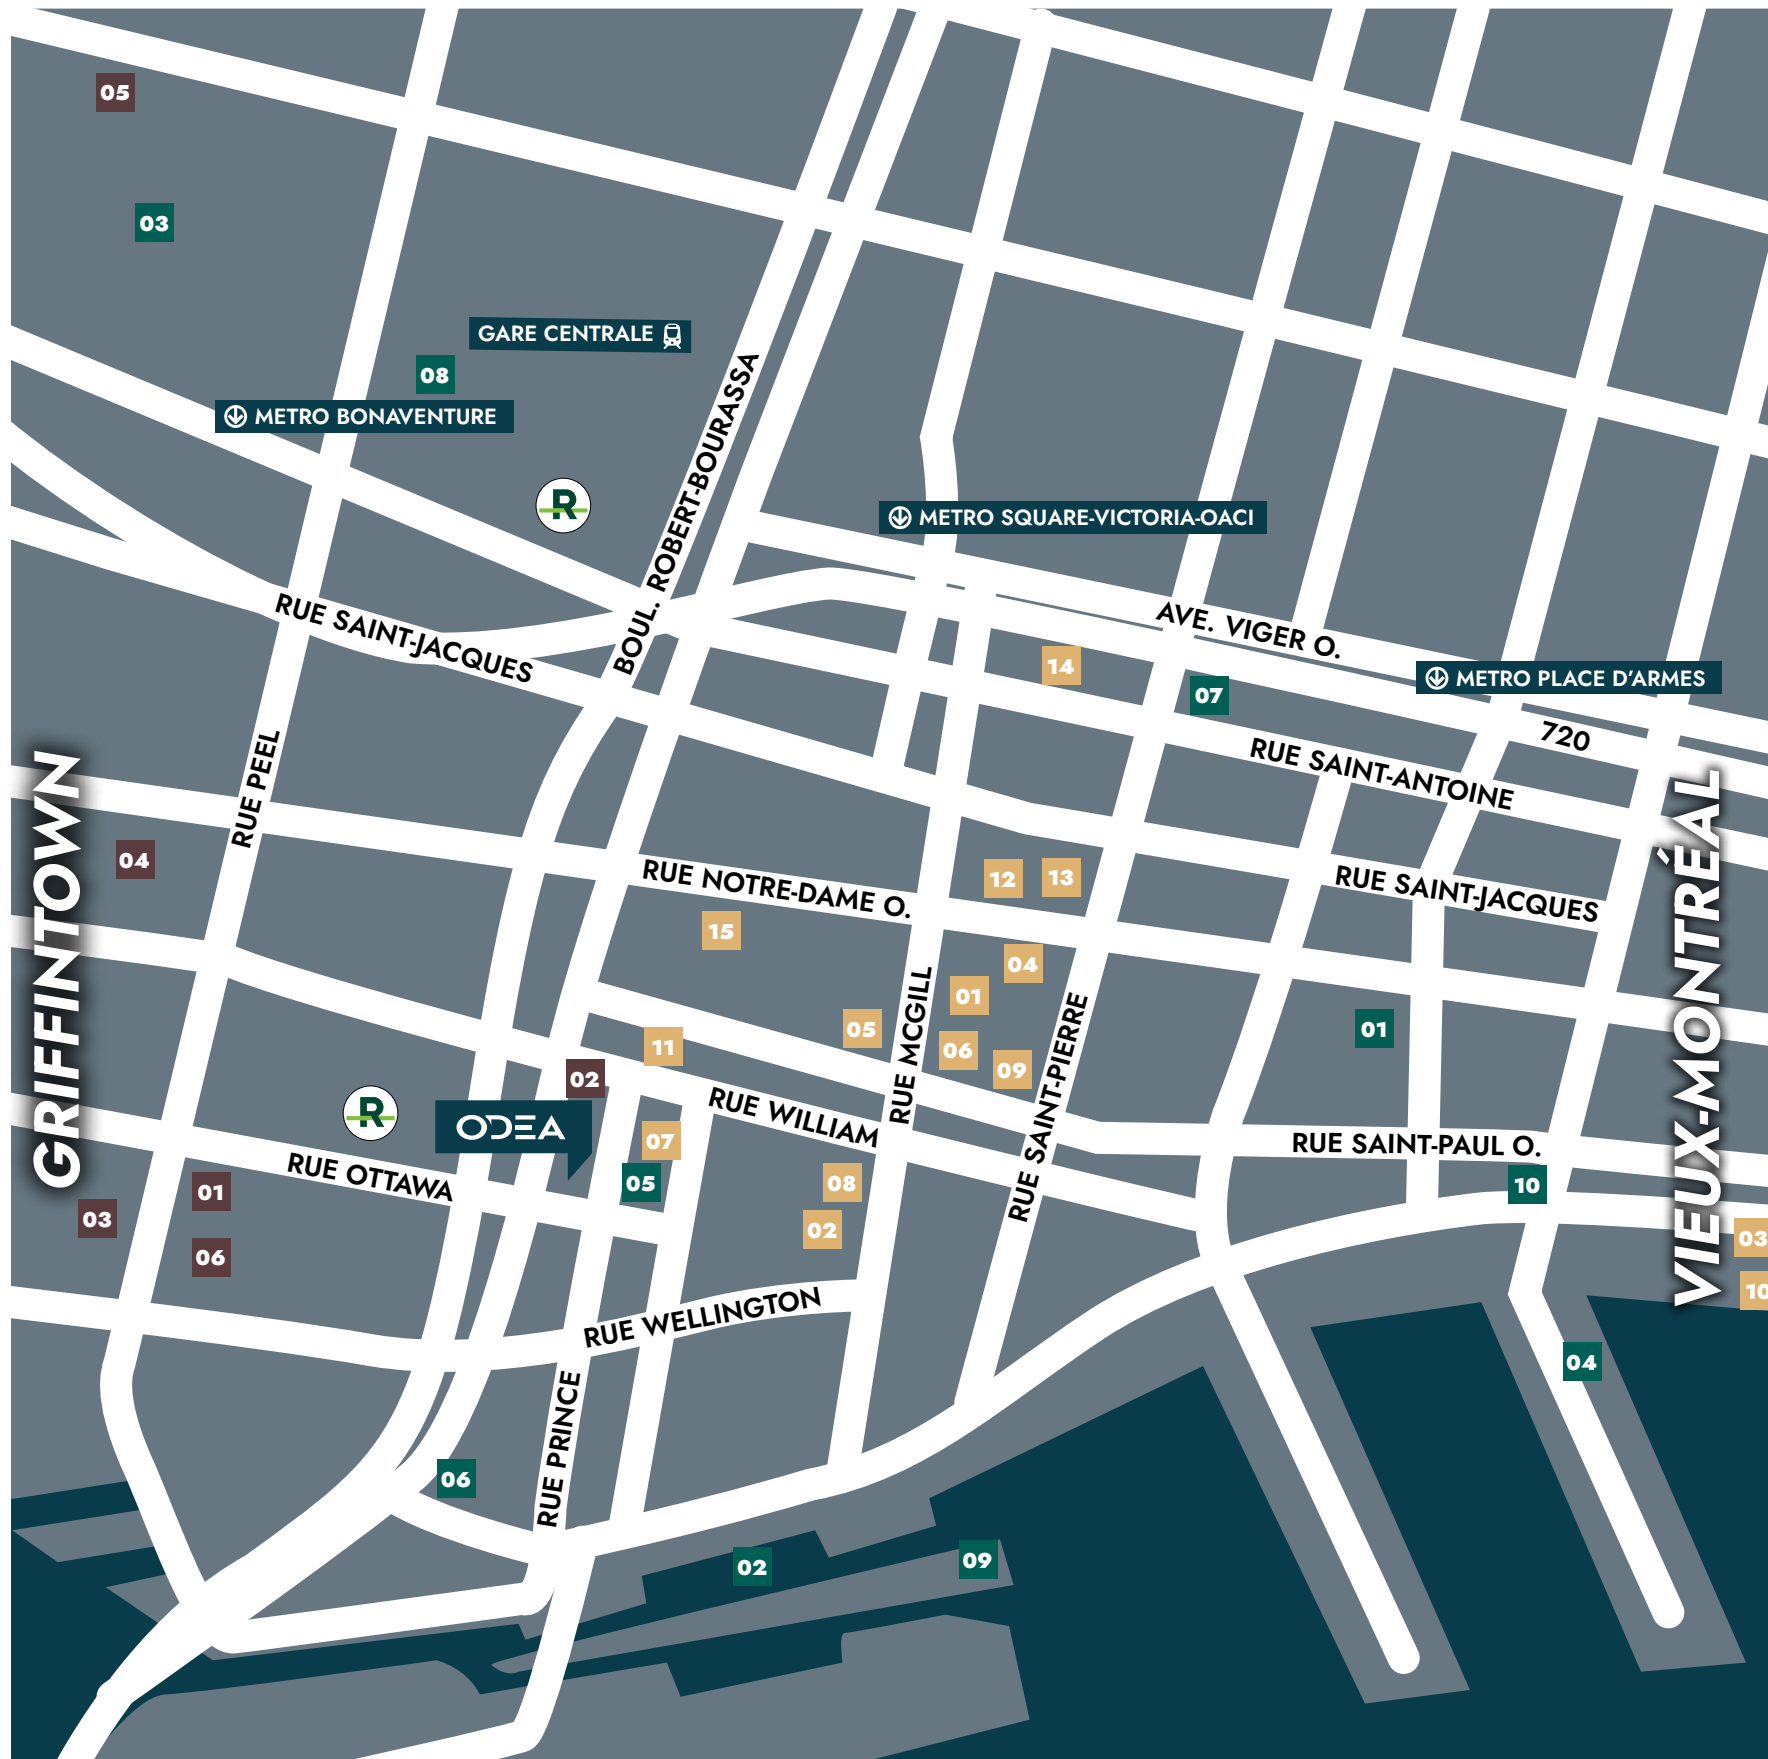 05
03
GARE CENTRALE
08
METRO BONAVENTURE
R
BOUL. ROBERT-BOURASSA
METRO SQUARE-VICTORIA-OACI
RUE SAINT-JACQUES
AVE. VIGER O.
14
METRO PLACE D'ARMES
07
720
RUE SAINT-ANTOINE
RUE PEEL
GRIFFINTOWN
VIEUX-MONTRÉAL
04
RUE NOTRE-DAME O.
12
13
RUE SAINT-JACQUES
15
04
01
05
RUE MCGILL
01
11
06
09
RUE SAINT-PIERRE
02
R
ODEA
RUE WILLIAM
07
RUE SAINT-PAUL O.
RUE OTTAWA
05
08
10
01
03
02
03
06
10
RUE WELLINGTON
04
RUE PRINCE
06
02
09